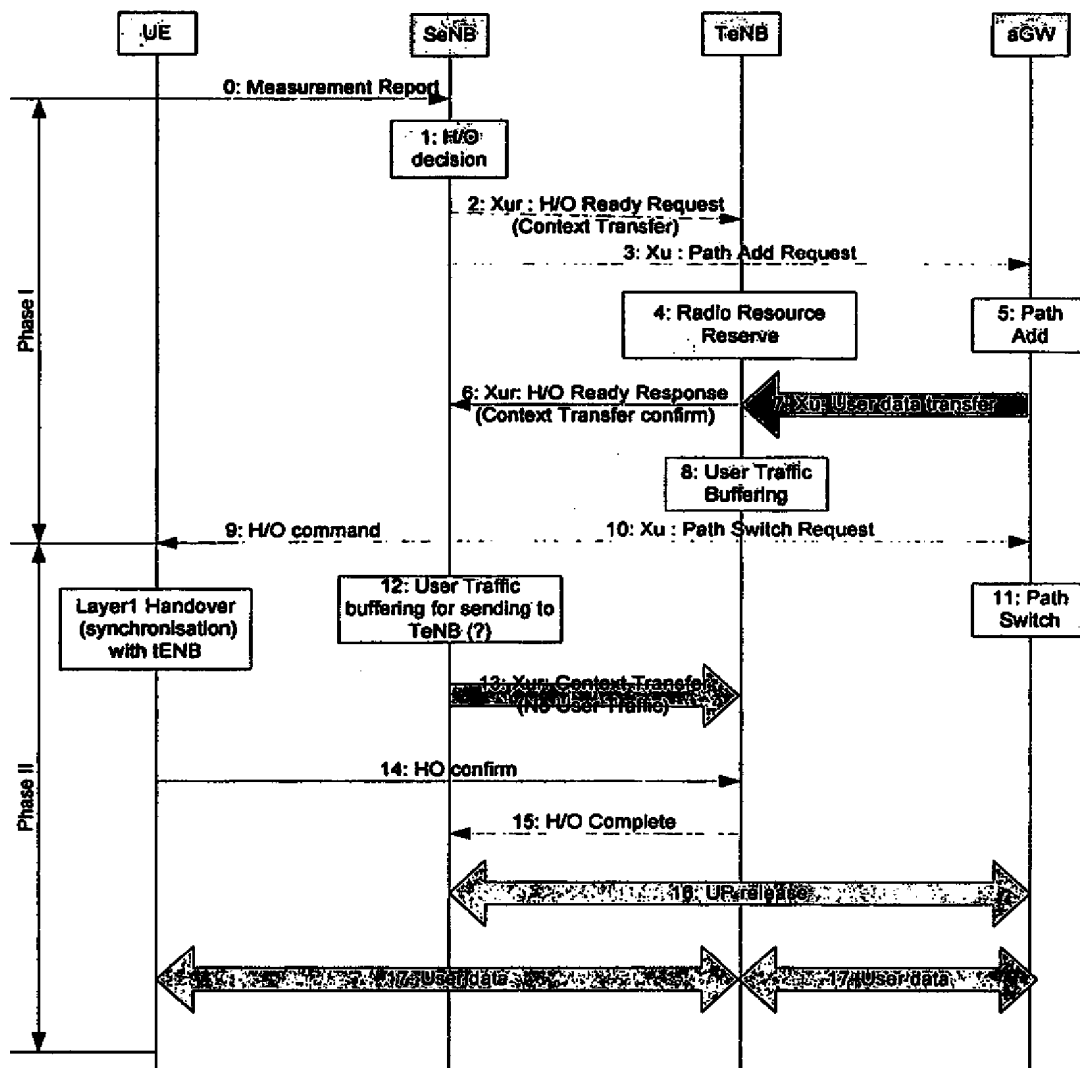 UE
SeNB
TeNB
aGW
0: Measurement Report
1: H/O
decision
2: Xur : H/O Ready Request
(Context Transfer)
3: Xu : Path Add Request
Phase I
4: Radio Resource
Reserve
5: Path
Add
6: Xur: H/O Ready Response
(Context Transfer confirm)
7: Xu: User data transfer
8: User Traffic
Buffering
9: H/O command
10: Xu : Path Switch Request
Layer1 Handover
(synchronisation)
with tENB
12: User Traffic
buffering for sending to
TeNB (?)
11: Path
Switch
13: Xur: Context Transfer
(No User Traffic)
Phase II
14: HO confirm
15: H/O Complete
16: UP release
17: User data
17: User data